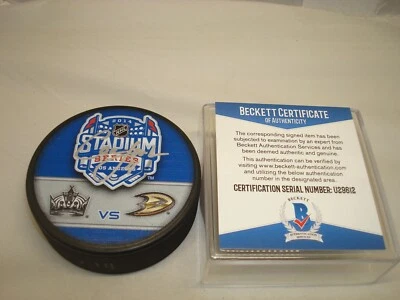 2014
NHL
STADIUM
SERIES
LOS ANGELES
VS
BECKETT CERTIFICATE
OF AUTHENTICITY
The corresponding signed item has been
subjected to examination by an expert from
Beckett Authentication Services and has
been deemed authentic and genuine.
This authentication can be verified by
visiting www.beckett-authentication.com
and utilizing the below authentication
number in the designated area.
CERTIFICATION SERIAL NUMBER: U29612
BECKETT
B